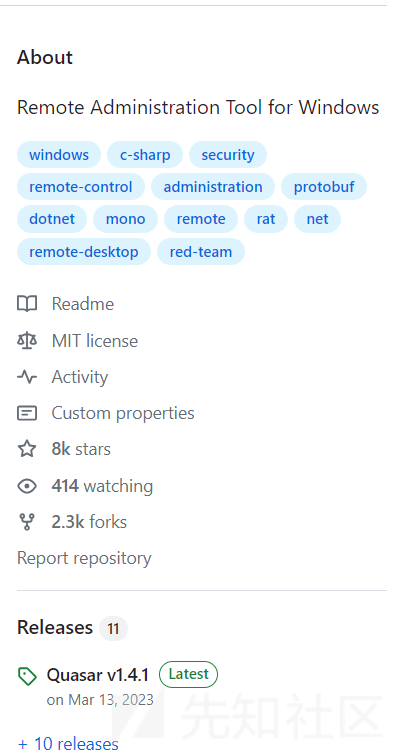 About
Remote Administration Tool for Windows
windows c-sharp security
remote-control administration protobuf
dotnet mono remote rat net
remote-desktop red-team
Readme
MIT license
Activity
Custom properties
8k stars
414 watching
2.3k forks
Report repository
Releases 11
Quasar v1.4.1 Latest
on Mar 13, 2023
先知社区
+ 10 releases